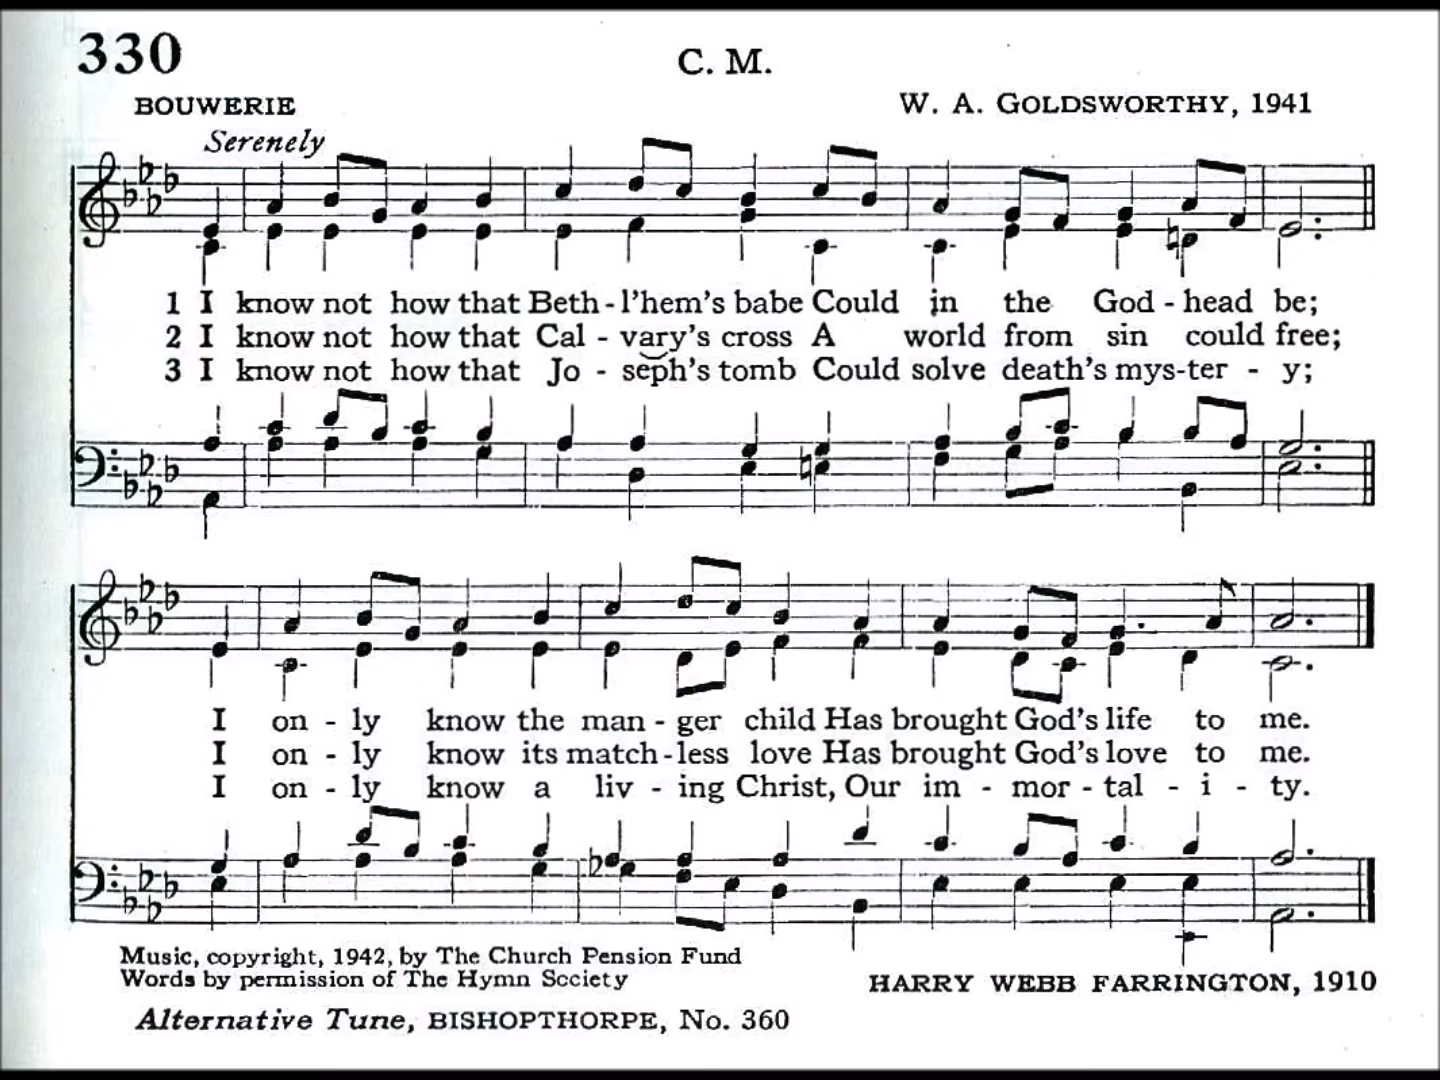 330
C. M.
BOUWERIE
W. A. GOLDSWORTHY, 1941
Serenely
1 I know not how that Beth - l'hem's babe Could in the God - head be;
2 I know not how that Cal - vary's cross A world from sin could free;
3 I know not how that Jo - seph's tomb Could solve death's mys-ter - y;
I on - ly know the man - ger child Has brought God's life to me.
I on - ly know its match - less love Has brought God's love to me.
I on - ly know a liv - ing Christ, Our im - mor - tal - i - ty.
Music, copyright, 1942, by The Church Pension Fund
Words by permission of The Hymn Society
HARRY WEBB FARRINGTON, 1910
Alternative Tune, BISHOPTHORPE, No. 360